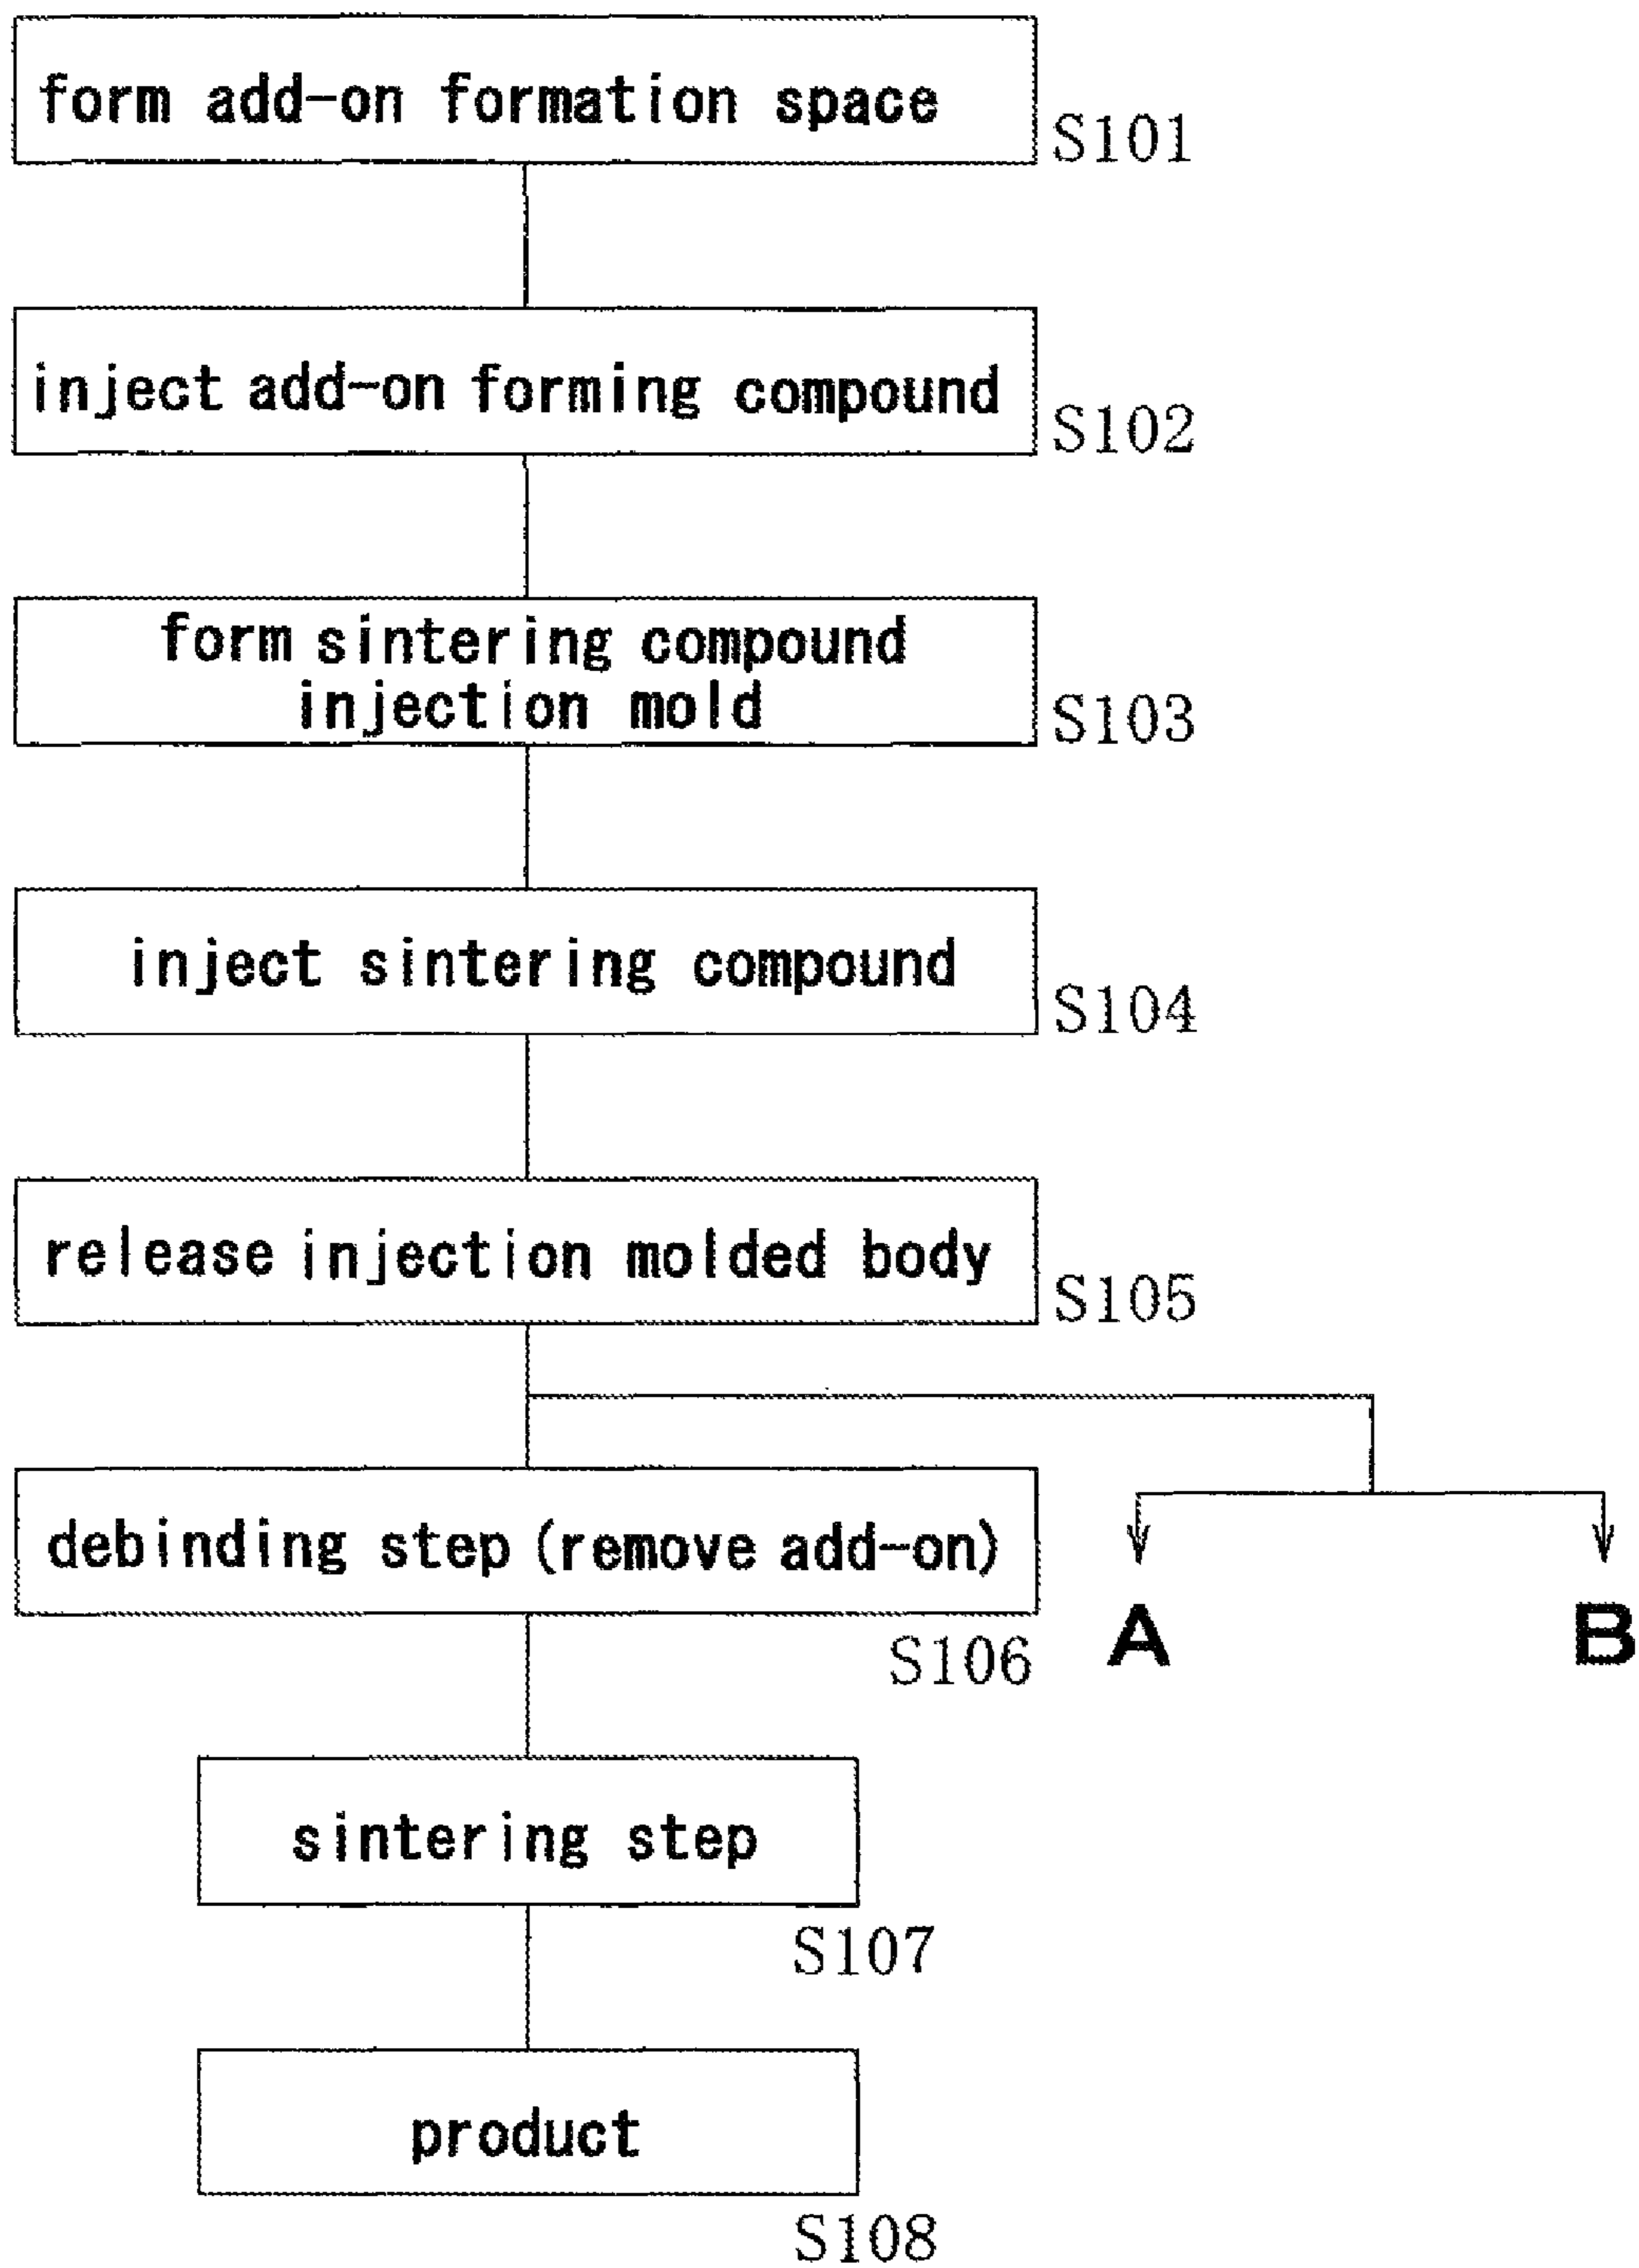 form add-on formation space
S101
inject add-on forming compound
S102
form sintering compound
injection mold
S103
inject sintering compound
S104
release injection molded body
S105
debinding step (remove add-on)
S106
A
B
sintering step
S107
product
S108